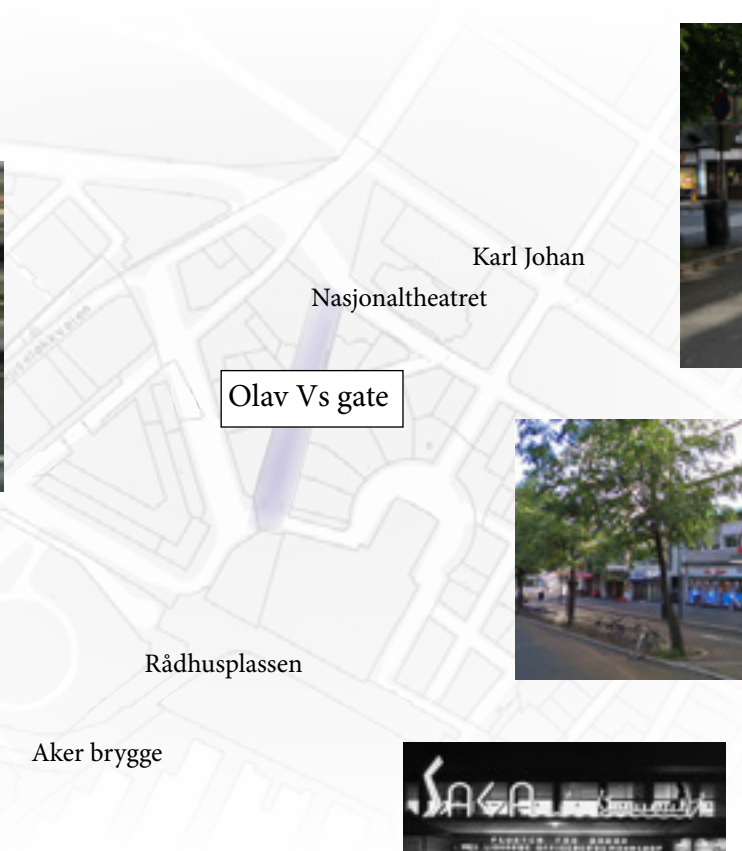 Karl Johan
Nasjonaltheatret
Olav Vs gate
Rådhusplassen
Aker brygge
SAGA